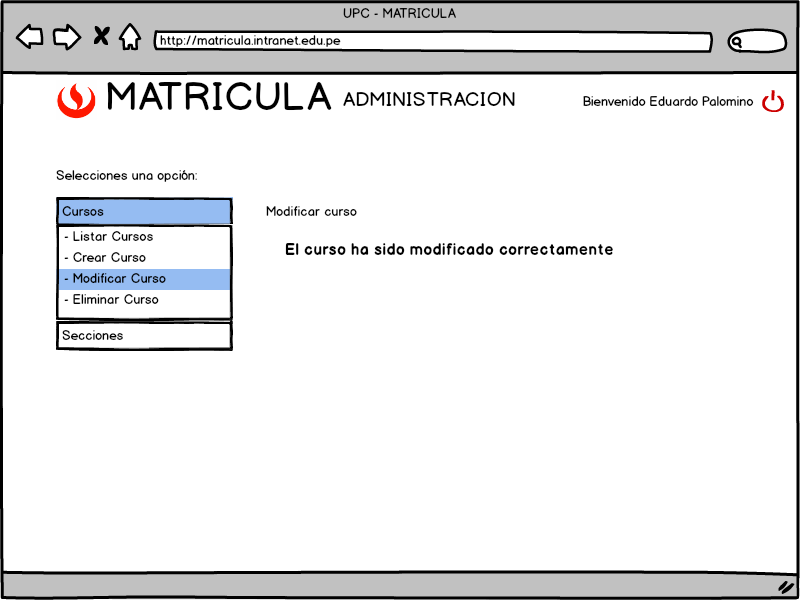 UPC - MATRICULA
http://matricula.intranet.edu.pe
MATRICULA ADMINISTRACION
Bienvenido Eduardo Palomino
Selecciones una opción:
Cursos
- Listar Cursos
- Crear Curso
- Modificar Curso
- Eliminar Curso
Secciones
Modificar curso
El curso ha sido modificado correctamente